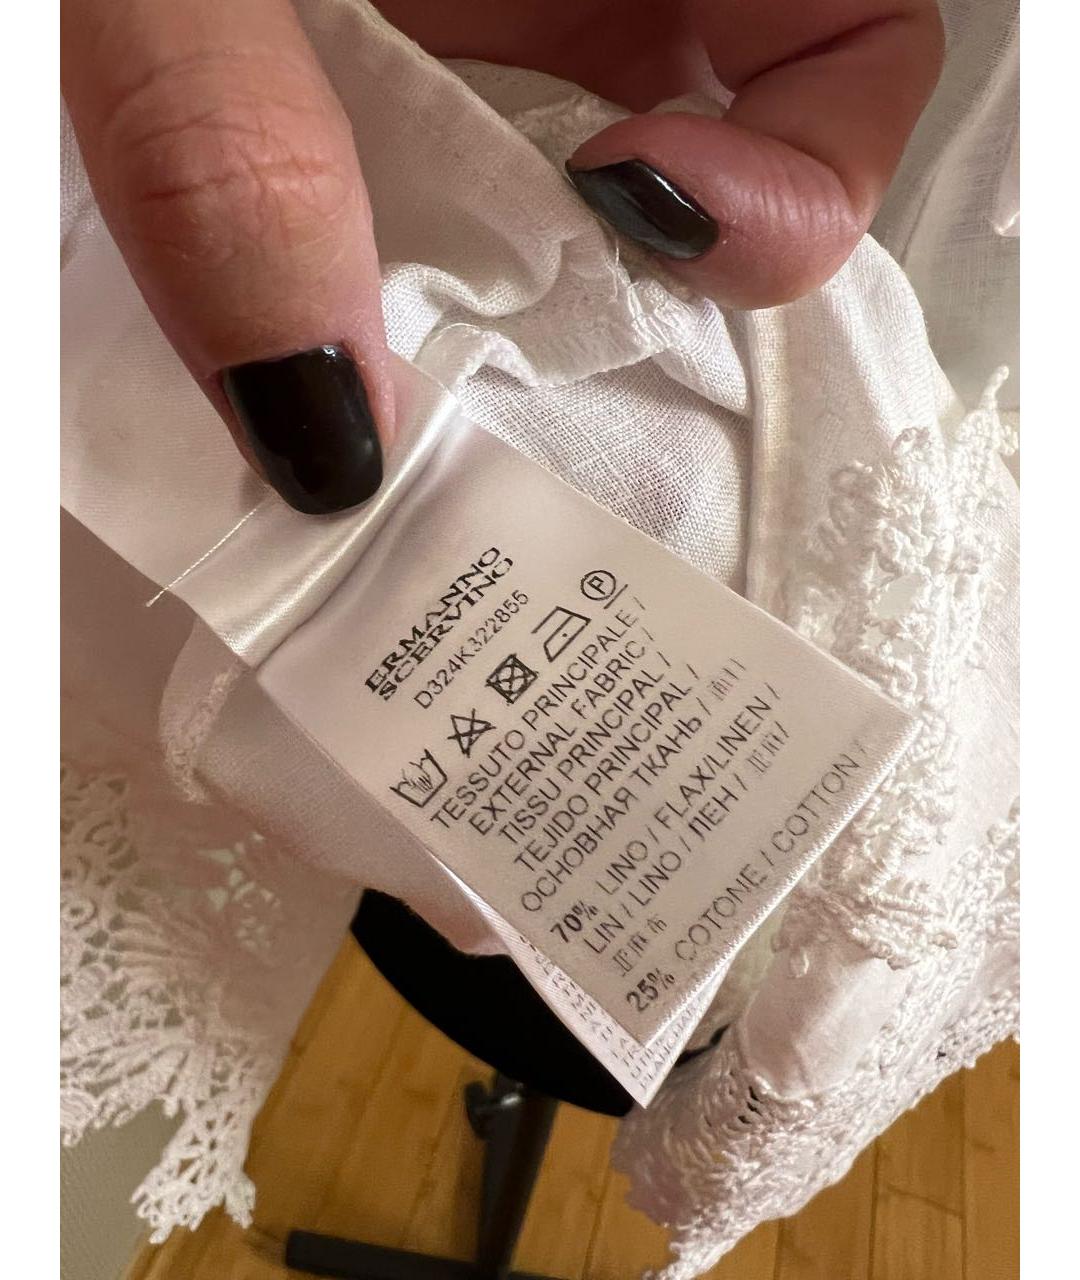 ERMANNO
SCERVINO
D324K322855
P
TESSUTO PRINCIPALE /
EXTERNAL FABRIC /
TISSU PRINCIPAL /
TEJIDO PRINCIPAL /
ОСНОВНАЯ ТКАНЬ /
70% LINO / FLAX/LINEN /
LIN / LINO / ЛЕН /
25% COTONE / COTTON /